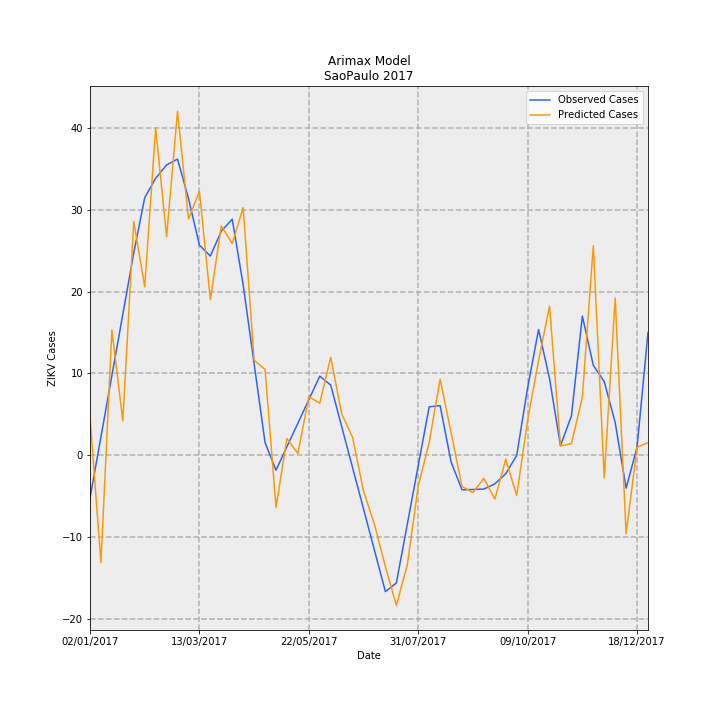 Arimax Model
SaoPaulo 2017
Observed Cases
Predicted Cases
ZIKV Cases
40
30
20
10
0
−10
−20
02/01/2017
13/03/2017
22/05/2017
31/07/2017
09/10/2017
18/12/2017
Date